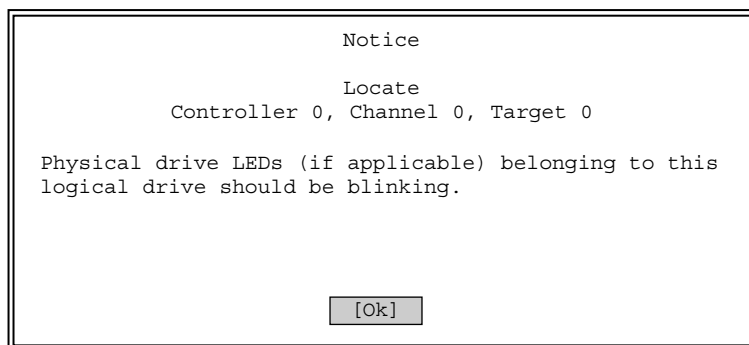 Notice
Locate
Controller 0, Channel 0, Target 0
Physical drive LEDs (if applicable) belonging to this
logical drive should be blinking.
[Ok]